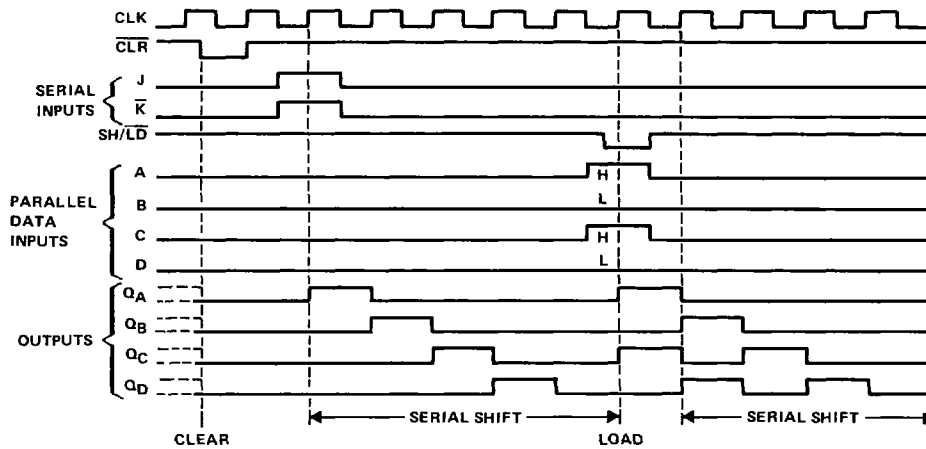 CLK
CLR
SERIAL
INPUTS
J
K
SH/LD
PARALLEL
DATA
INPUTS
A
H
B
L
C
H
D
L
OUTPUTS
QA
QB
QC
QD
SERIAL SHIFT
SERIAL SHIFT
CLEAR
LOAD